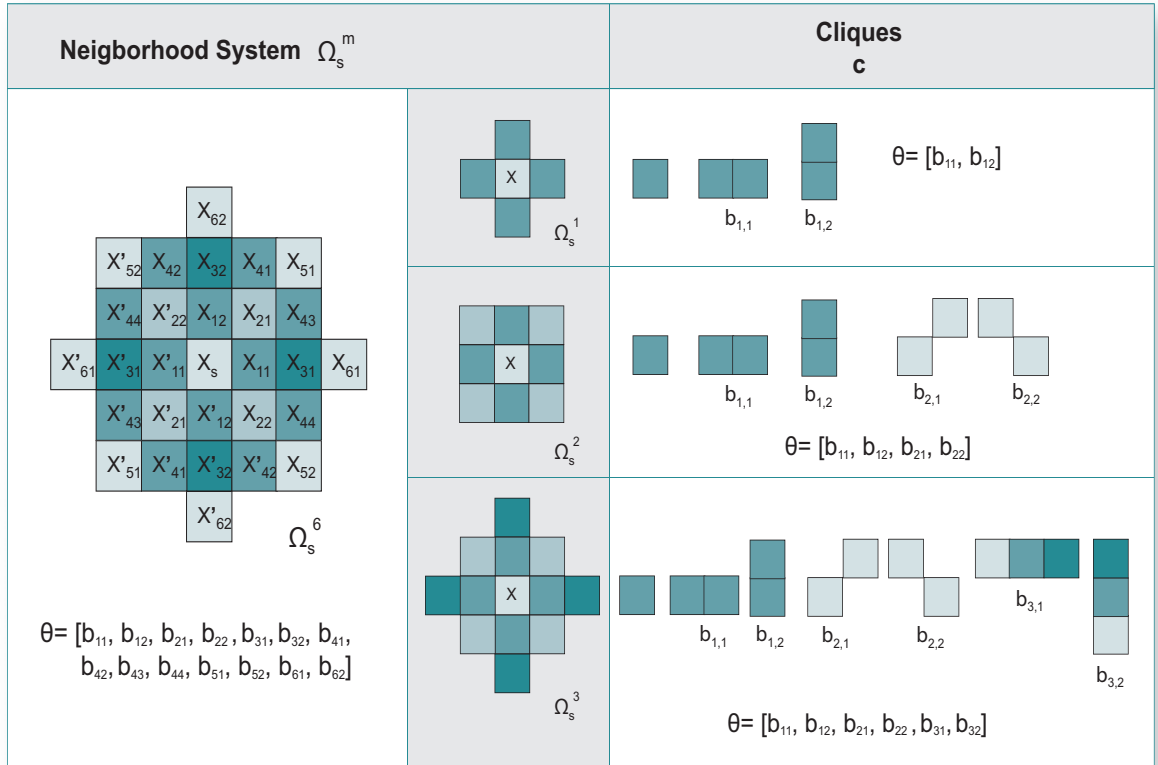 Neigborhood System Ωₛᵐ
Cliques
c
X₆₂
X'₅₂ X₄₂ X₃₂ X₄₁ X₅₁
X'₄₄ X'₂₂ X₁₂ X₂₁ X₄₃
X'₆₁ X'₃₁ X'₁₁ Xₛ X₁₁ X₃₁ X₆₁
X'₄₃ X'₂₁ X'₁₂ X₂₂ X₄₄
X'₅₁ X'₄₁ X'₃₂ X'₄₂ X₅₂
X'₆₂
Ωₛ⁶
θ= [b₁₁, b₁₂, b₂₁, b₂₂, b₃₁, b₃₂, b₄₁,
b₄₂, b₄₃, b₄₄, b₅₁, b₅₂, b₆₁, b₆₂]
X
Ωₛ¹
b₁,₁
b₁,₂
θ= [b₁₁, b₁₂]
X
Ωₛ²
b₁,₁
b₁,₂
b₂,₁
b₂,₂
θ= [b₁₁, b₁₂, b₂₁, b₂₂]
X
Ωₛ³
b₁,₁
b₁,₂
b₂,₁
b₂,₂
b₃,₁
b₃,₂
θ= [b₁₁, b₁₂, b₂₁, b₂₂, b₃₁, b₃₂]